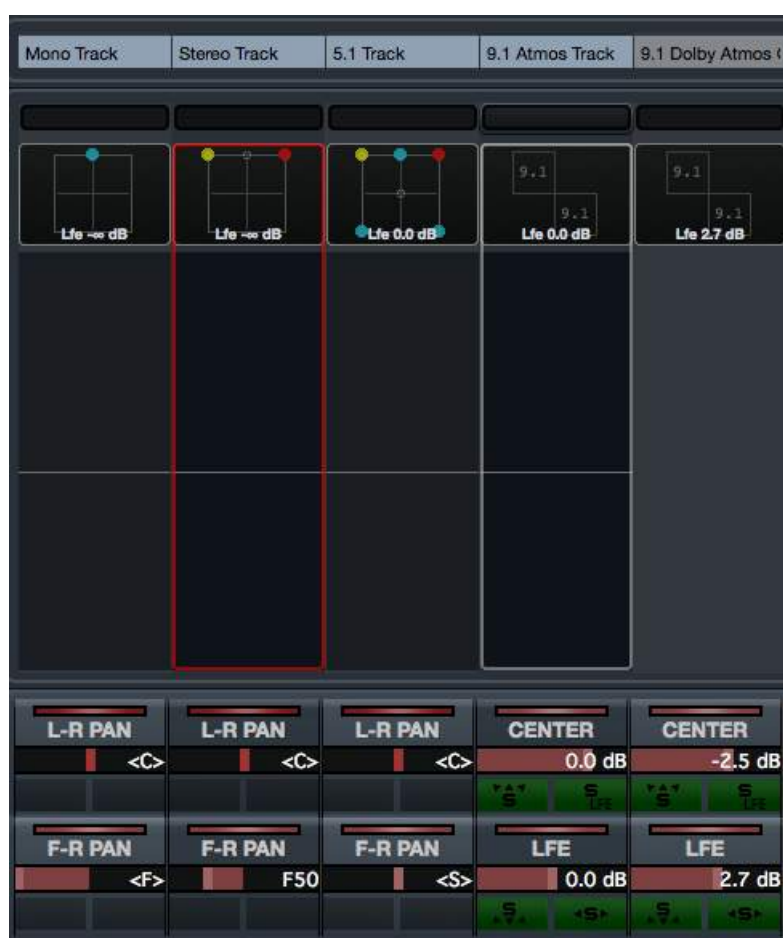 Mono Track Stereo Track 5.1 Track 9.1 Atmos Track 9.1 Dolby Atmos
9.1 9.1
9.1 9.1
Lfe -∞ dB Lfe -∞ dB Lfe 0.0 dB Lfe 0.0 dB Lfe 2.7 dB
L-R PAN L-R PAN L-R PAN CENTER CENTER
<C> <C> <C> 0.0 dB -2.5 dB
S S S S
LFE LFE
F-R PAN F-R PAN F-R PAN LFE LFE
<F> F50 <S> 0.0 dB 2.7 dB
S ◂S▸ S ◂S▸